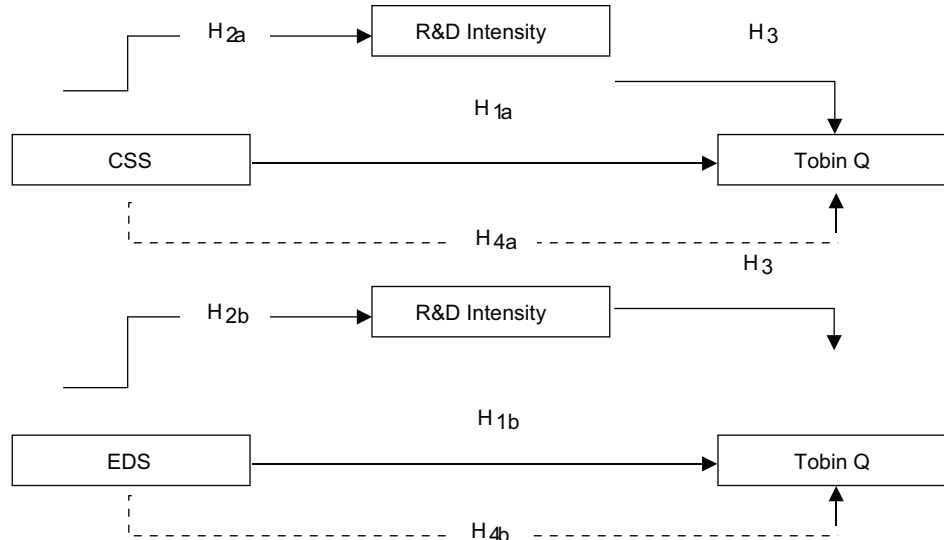 H2a
R&D Intensity
H3
H1a
CSS
Tobin Q
H4a
H3
H2b
R&D Intensity
H1b
EDS
Tobin Q
H4b